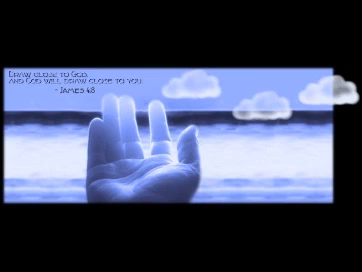 Draw close to God,
and God will draw close to you.
- James 4:8